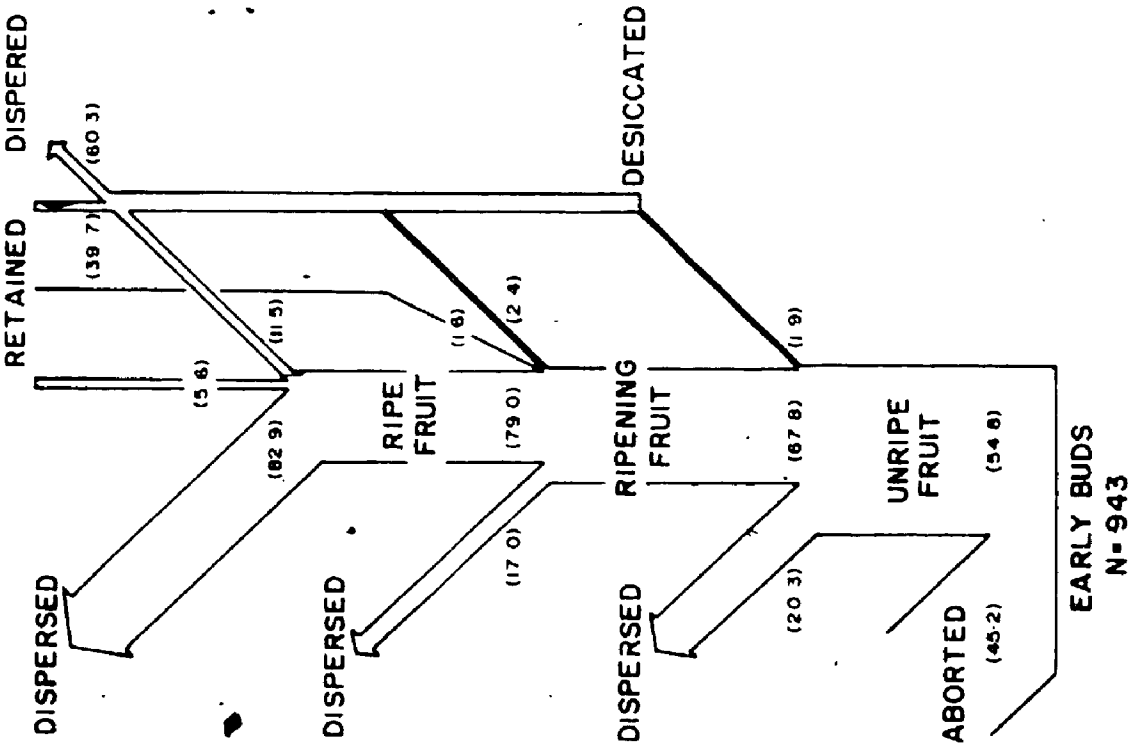 RETAINED
DISPERED
DISPERSED
(39 7)
(60 3)
(5 6)
(82 9)
(11 5)
DISPERSED
RIPE
FRUIT
(1 6)
(17 0)
(79 0)
(2 4)
DISPERSED
RIPENING
FRUIT
DESICCATED
(20 3)
(67 8)
(1 9)
UNRIPE
FRUIT
ABORTED
(45·2)
(54 8)
EARLY BUDS
N=943